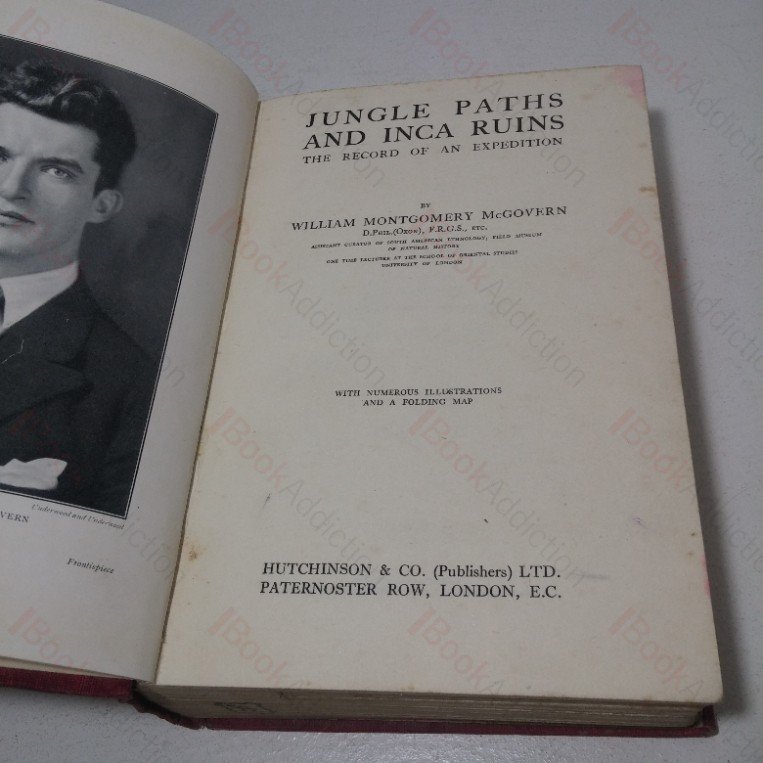 JUNGLE PATHS
AND INCA RUINS
THE RECORD OF AN EXPEDITION
BY
WILLIAM MONTGOMERY McGOVERN
D.Phil.(Oxon), F.R.G.S., ETC.
ASSISTANT CURATOR OF SOUTH AMERICAN ETHNOLOGY, FIELD MUSEUM
OF NATURAL HISTORY
ONE TIME LECTURER AT THE SCHOOL OF ORIENTAL STUDIES
UNIVERSITY OF LONDON
WITH NUMEROUS ILLUSTRATIONS
AND A FOLDING MAP
HUTCHINSON & CO. (Publishers) LTD.
PATERNOSTER ROW, LONDON, E.C.
Underwood and Underwood
VERN
Frontispiece
BookAddiction